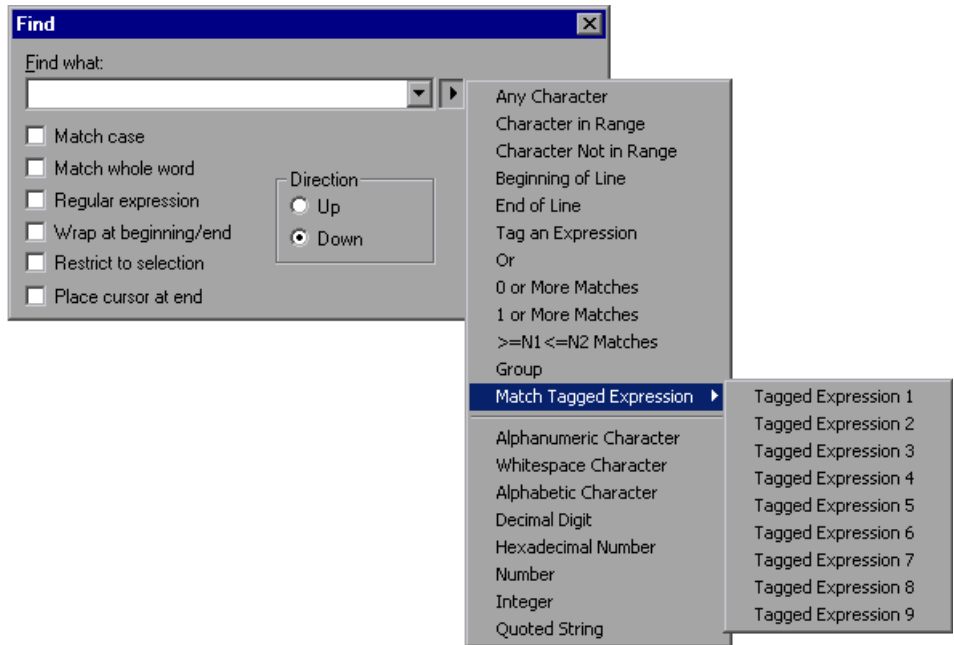 Find
Find what:
Match case
Match whole word
Regular expression
Wrap at beginning/end
Restrict to selection
Place cursor at end
Direction
Up
Down
Any Character
Character in Range
Character Not in Range
Beginning of Line
End of Line
Tag an Expression
Or
0 or More Matches
1 or More Matches
>=N1<=N2 Matches
Group
Match Tagged Expression
Alphanumeric Character
Whitespace Character
Alphabetic Character
Decimal Digit
Hexadecimal Number
Number
Integer
Quoted String
Tagged Expression 1
Tagged Expression 2
Tagged Expression 3
Tagged Expression 4
Tagged Expression 5
Tagged Expression 6
Tagged Expression 7
Tagged Expression 8
Tagged Expression 9